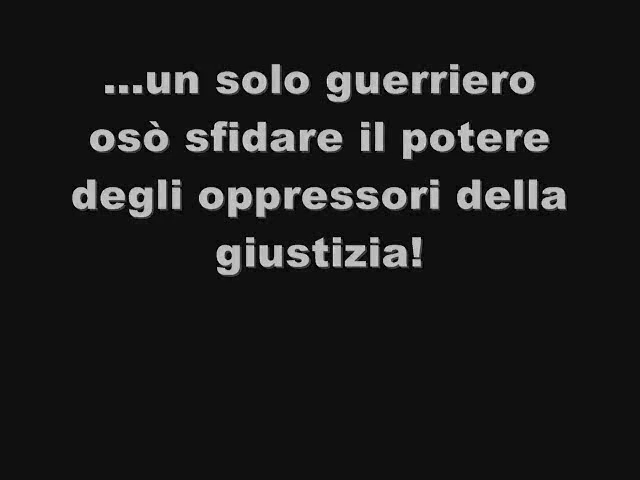 ...un solo guerriero
osò sfidare il potere
degli oppressori della
giustizia!